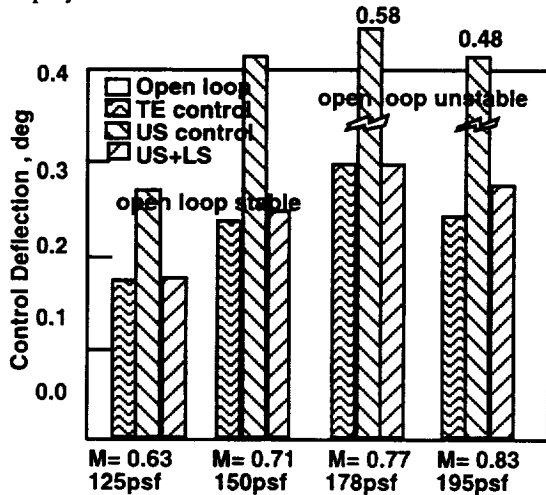 0.58
0.48
0.4
Open loop
TE control
US control
US+LS
open loop unstable
open loop stable
0.3
0.2
0.1
0.0
Control Deflection , deg
M= 0.63 M= 0.71 M= 0.77 M= 0.83
125psf 150psf 178psf 195psf